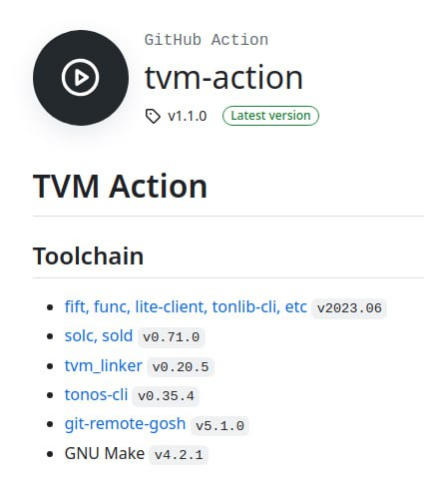 GitHub Action
tvm-action
v1.1.0 Latest version
TVM Action
Toolchain
fift, func, lite-client, tonlib-cli, etc v2023.06
solc, sold v0.71.0
tvm_linker v0.20.5
tonos-cli v0.35.4
git-remote-gosh v5.1.0
GNU Make v4.2.1